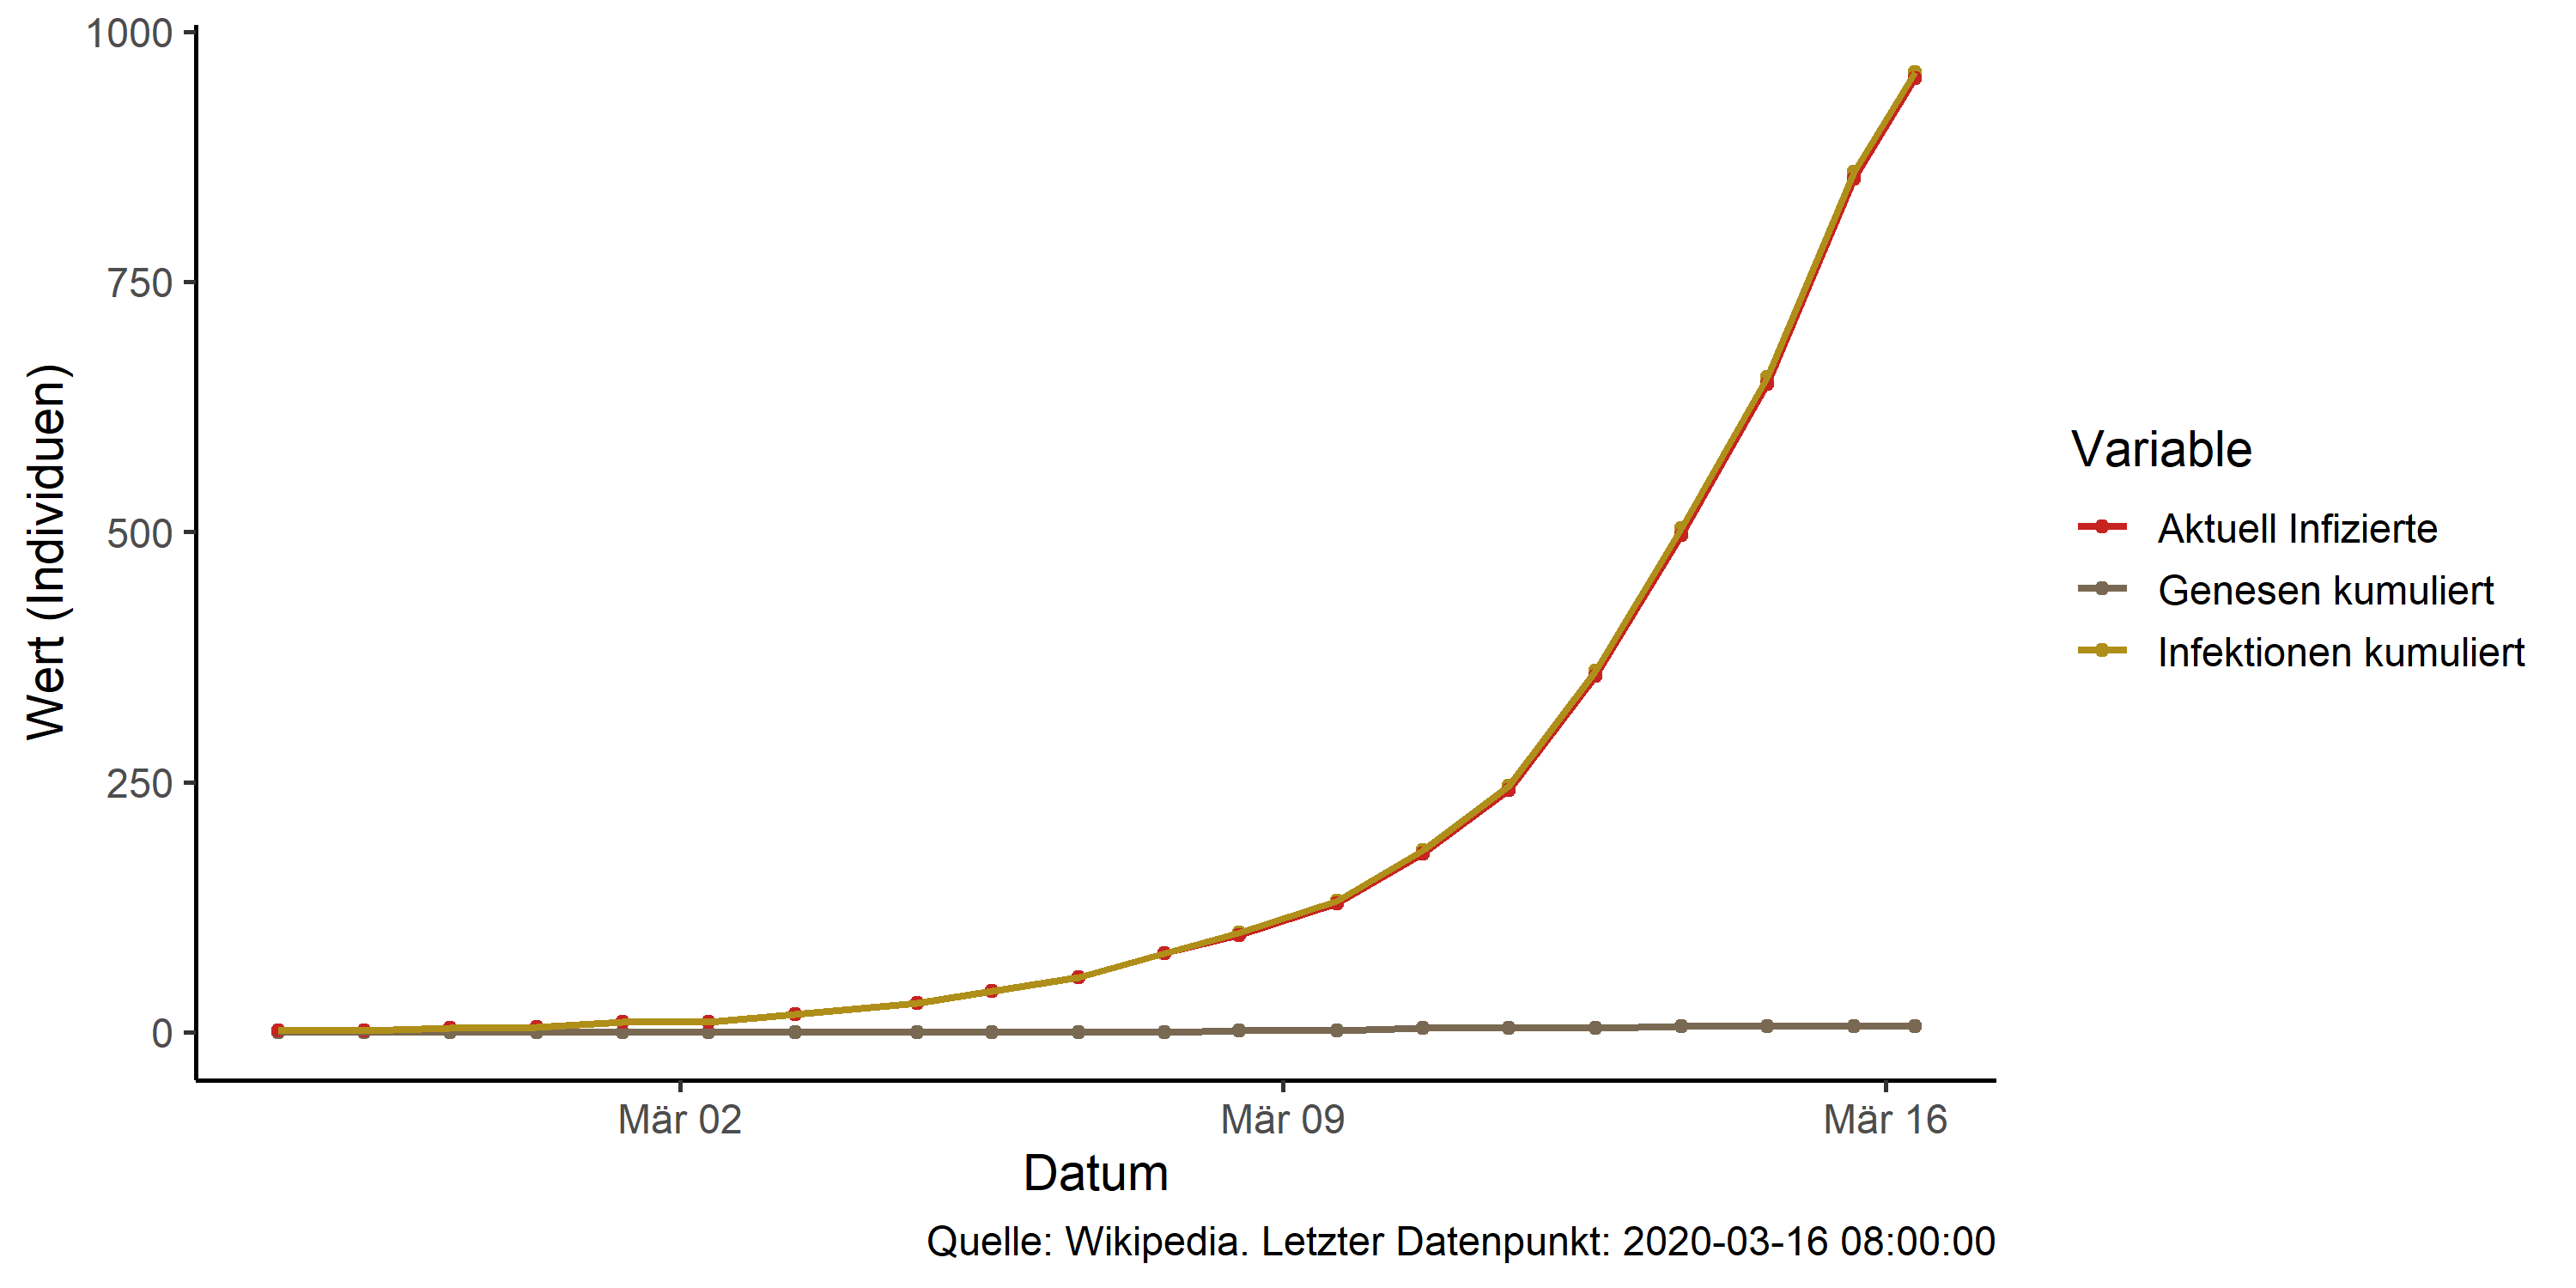 1000
750
500
250
0
Wert (Individuen)
Mär 02
Mär 09
Mär 16
Datum
Quelle: Wikipedia. Letzter Datenpunkt: 2020-03-16 08:00:00
Variable
Aktuell Infizierte
Genesen kumuliert
Infektionen kumuliert